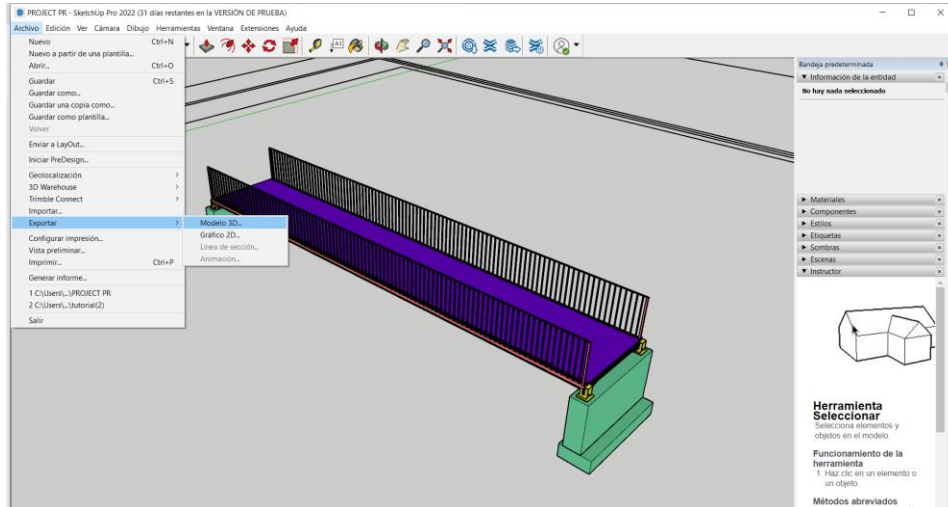 PROJECT PR - SketchUp Pro 2022 (31 días restantes en la VERSIÓN DE PRUEBA)
Archivo Edición Ver Cámara Dibujo Herramientas Ventana Extensiones Ayuda
Nuevo Ctrl+N
Nuevo a partir de una plantilla...
Abrir... Ctrl+O
Guardar Ctrl+S
Guardar como...
Guardar una copia como...
Guardar como plantilla...
Volver
Enviar a LayOut...
Iniciar PreDesign...
Geolocalización
3D Warehouse
Trimble Connect
Importar...
Exportar
Modelo 3D...
Gráfico 2D...
Línea de sección...
Animación...
Configurar impresión...
Vista preliminar...
Imprimir... Ctrl+P
Generar informe...
1 C:\Users\...\PROJECT PR
2 C:\Users\...\tutorial(2)
Salir
Bandeja predeterminada
Información de la entidad
No hay nada seleccionado
Materiales
Componentes
Estilos
Etiquetas
Sombras
Escenas
Instructor
Herramienta
Seleccionar
Selecciona elementos y
objetos en el modelo.
Funcionamiento de la
herramienta
1. Haz clic en un elemento o
un objeto.
Métodos abreviados